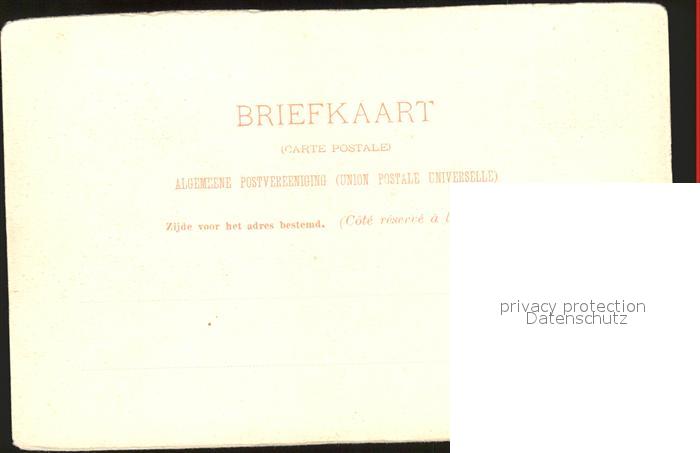 BRIEFKAART
(CARTE POSTALE)
ALGEMEENE POSTVEREENIGING (UNION POSTALE UNIVERSELLE)
Zijde voor het adres bestemd. (Côté réservé à
privacy protection
Datenschutz